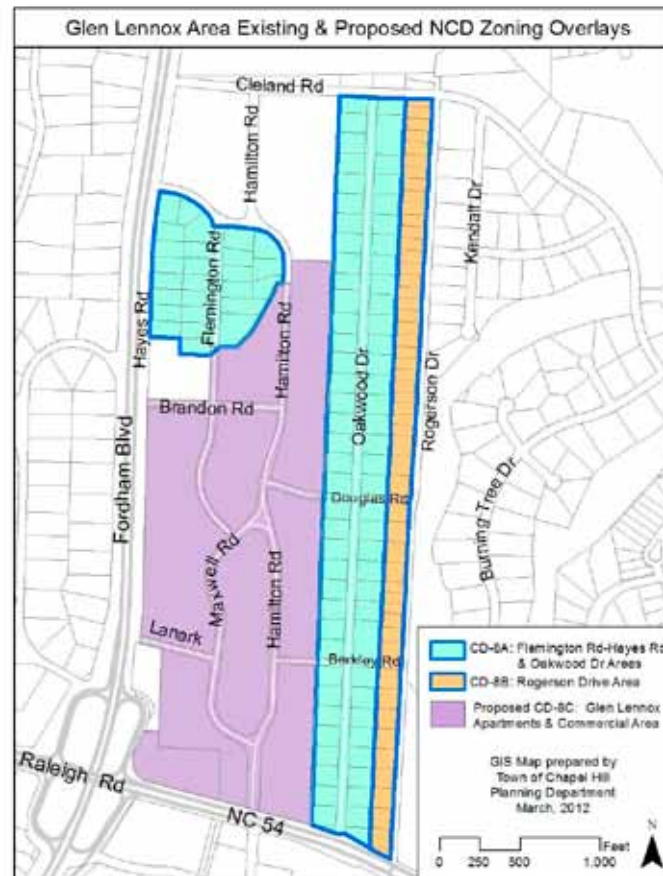 Glen Lennox Area Existing & Proposed NCD Zoning Overlays
Cleland Rd
Hamilton Rd
Kendall Dr
Flemington Rd
Hayes Rd
Hamilton Rd
Oakwood Dr
Rogerson Dr
Brandon Rd
Fordham Blvd
Douglas Rd
Burning Tree Dr.
Maxwell Rd
Hamilton Rd
Lanark
Berkley Rd
Raleigh Rd
NC 54
CD-8A: Flemington Rd-Hayes Rd
& Oakwood Dr Areas
CD-8B: Rogerson Drive Area
Proposed CD-8C: Glen Lennox
Apartments & Commercial Area
GIS Map prepared by
Town of Chapel Hill
Planning Department
March, 2012
N
Feet
0 250 500 1,000